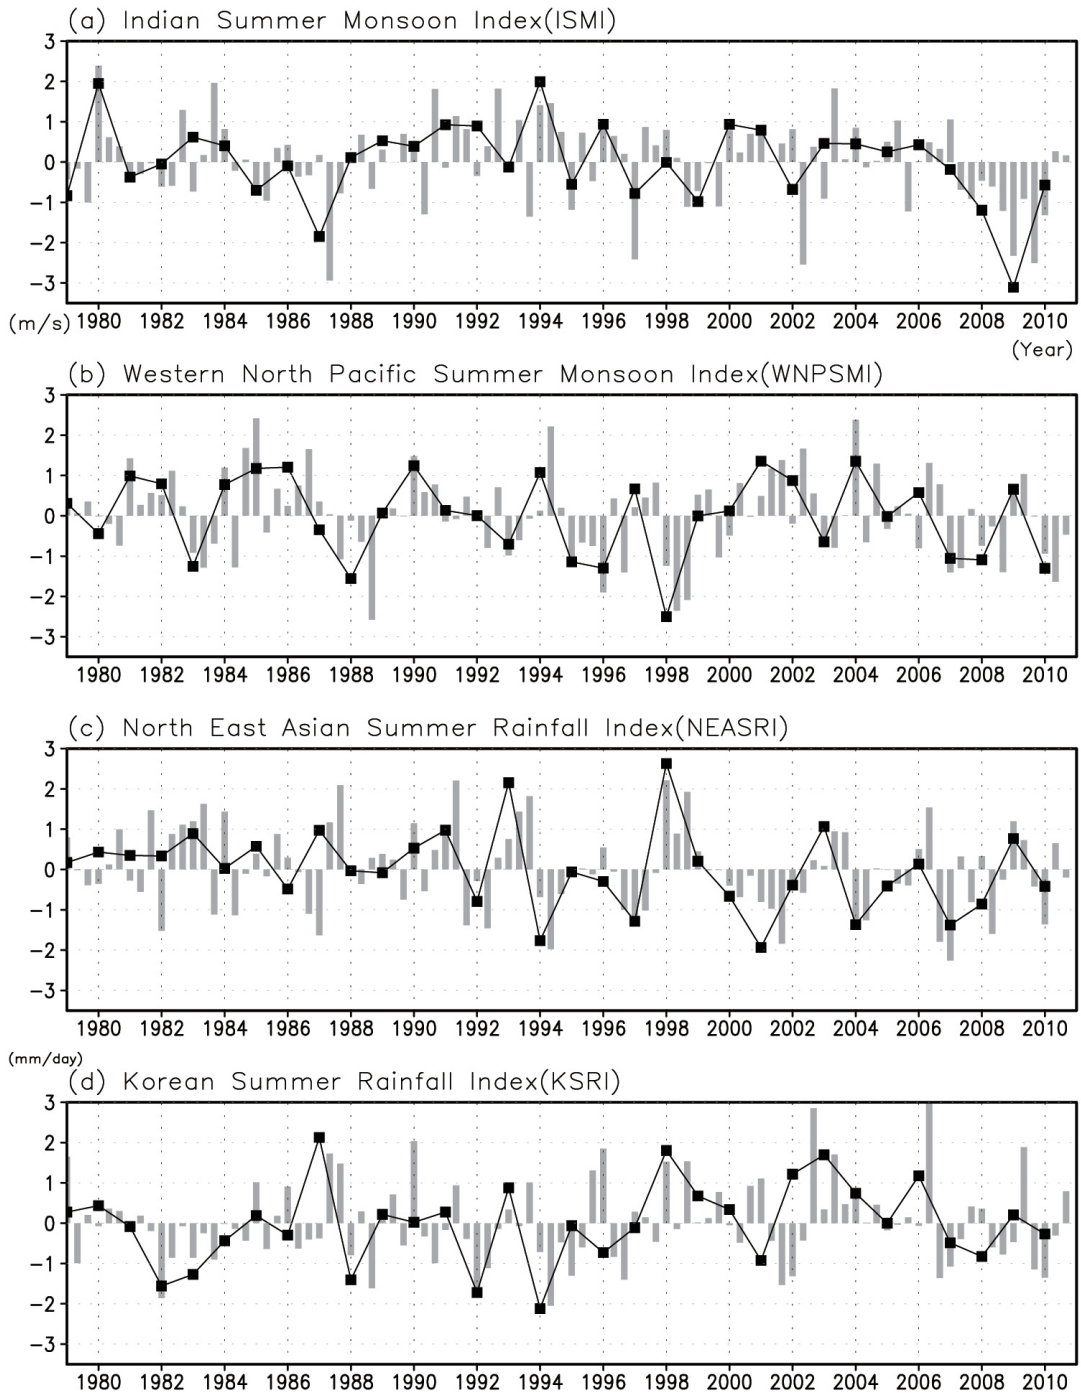 (a) Indian Summer Monsoon Index(ISMI)
3
2
1
0
−1
−2
−3
(m/s) 1980 1982 1984 1986 1988 1990 1992 1994 1996 1998 2000 2002 2004 2006 2008 2010
(Year)
(b) Western North Pacific Summer Monsoon Index(WNPSMI)
3
2
1
0
−1
−2
−3
1980 1982 1984 1986 1988 1990 1992 1994 1996 1998 2000 2002 2004 2006 2008 2010
(c) North East Asian Summer Rainfall Index(NEASRI)
3
2
1
0
−1
−2
−3
1980 1982 1984 1986 1988 1990 1992 1994 1996 1998 2000 2002 2004 2006 2008 2010
(mm/day)
(d) Korean Summer Rainfall Index(KSRI)
3
2
1
0
−1
−2
−3
1980 1982 1984 1986 1988 1990 1992 1994 1996 1998 2000 2002 2004 2006 2008 2010